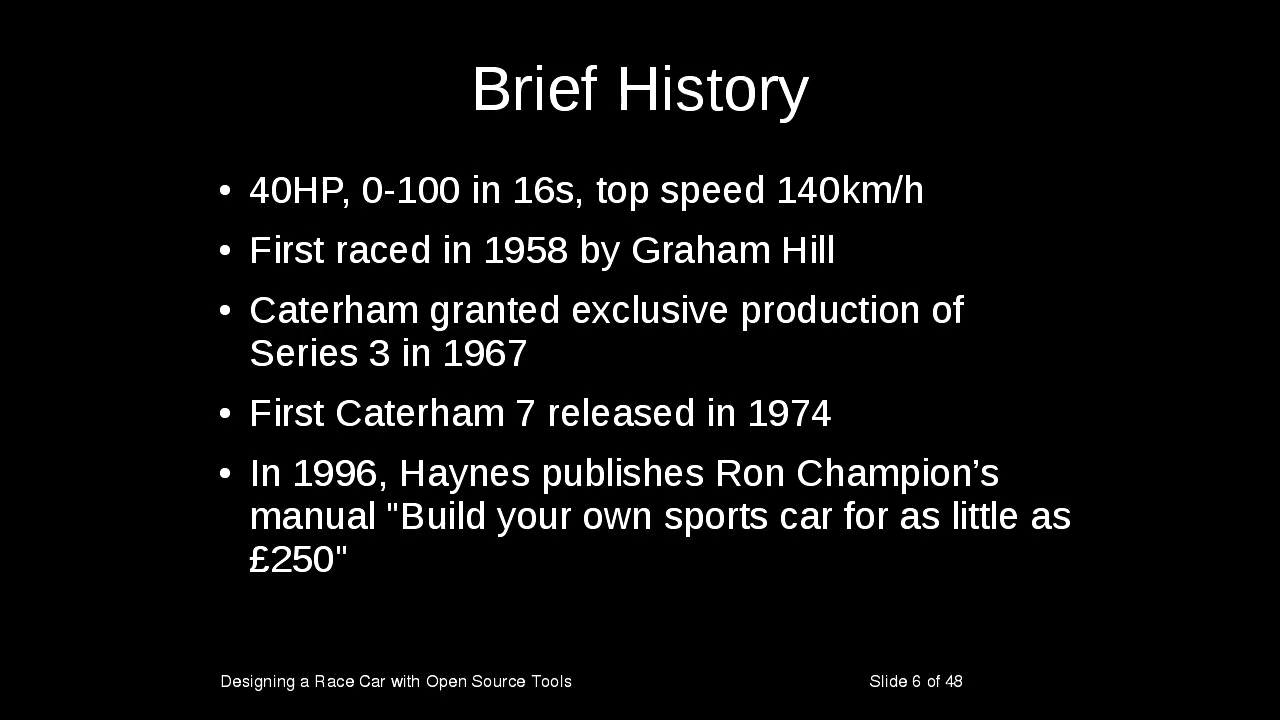 Brief History
• 40HP, 0-100 in 16s, top speed 140km/h
• First raced in 1958 by Graham Hill
• Caterham granted exclusive production of
Series 3 in 1967
• First Caterham 7 released in 1974
• In 1996, Haynes publishes Ron Champion’s
manual "Build your own sports car for as little as
£250"
Designing a Race Car with Open Source Tools
Slide 6 of 48